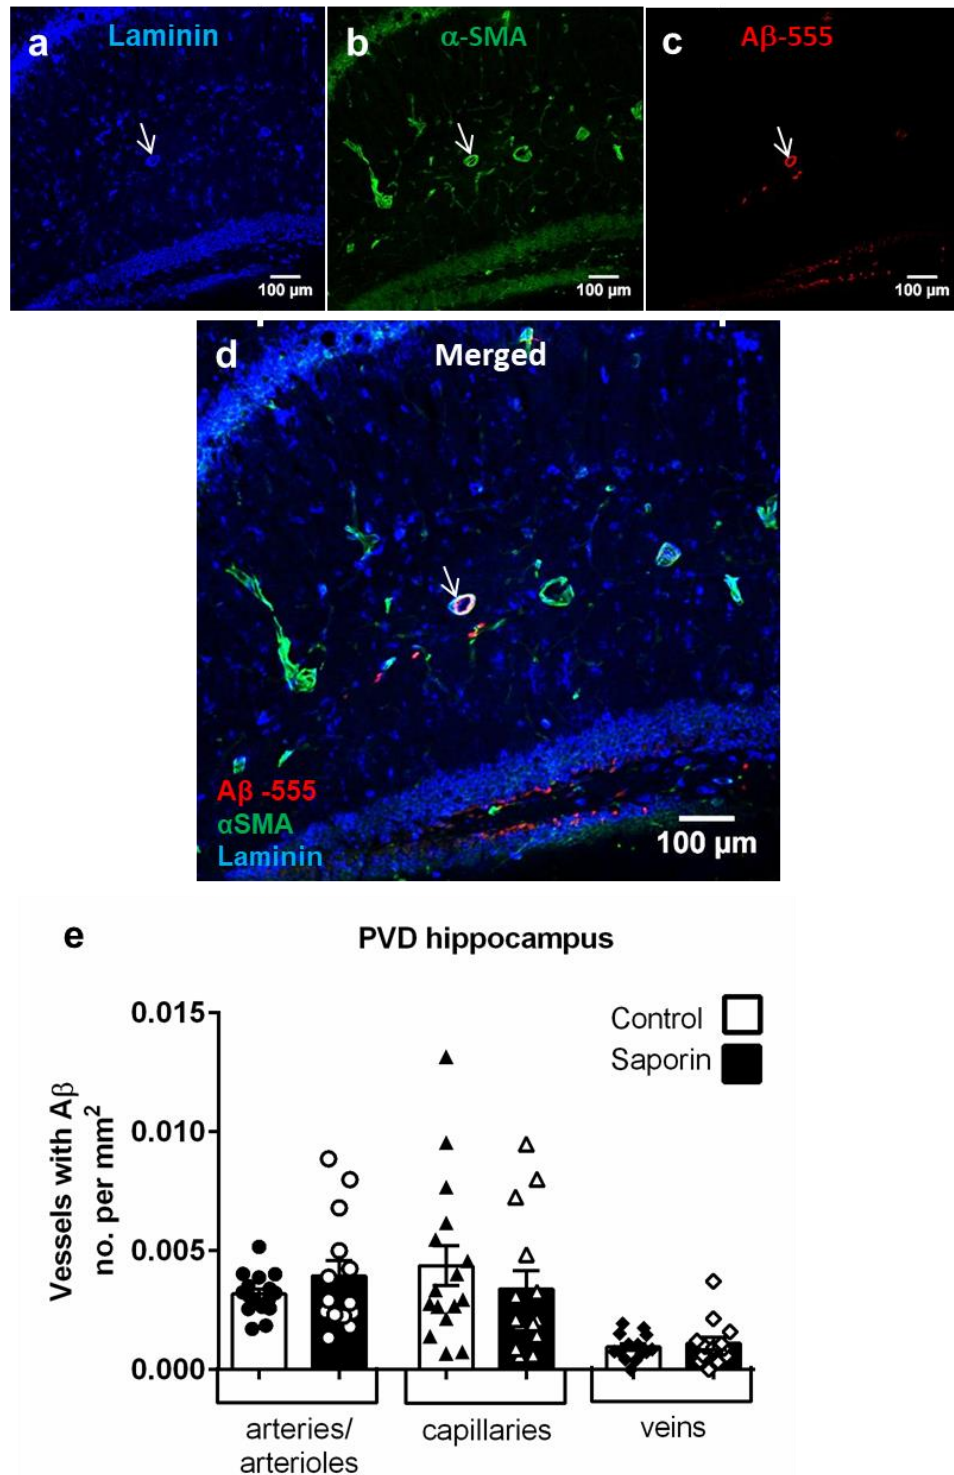 a
Laminin
100 µm
b
α-SMA
100 µm
c
Aβ-555
100 µm
d
Merged
Aβ -555
αSMA
Laminin
100 µm
e
PVD hippocampus
Control
Saporin
Vessels with Aβ
no. per mm²
0.015
0.010
0.005
0.000
arteries/
arterioles
capillaries
veins